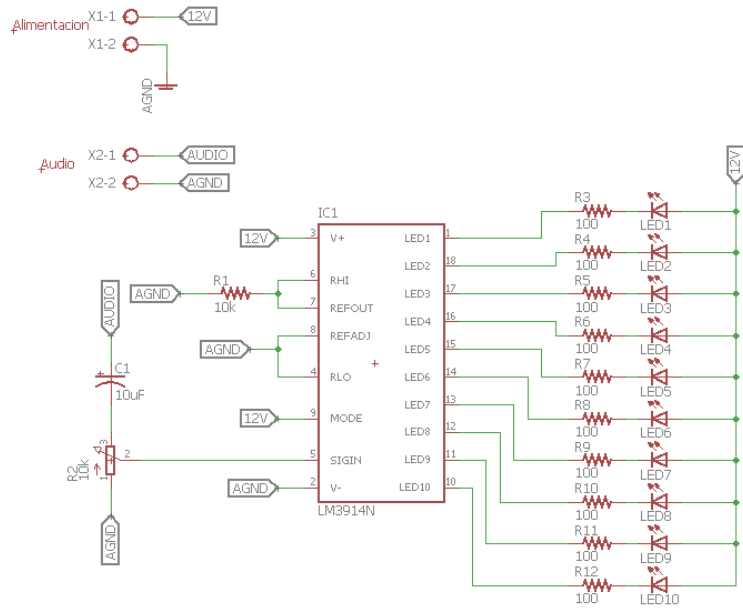 X1-1
12V
Alimentacion
X1-2
AGND
X2-1
AUDIO
Audio
X2-2
AGND
12V
IC1
12V
3
V+
LED1
1
R3
100
LED1
LED2
18
R4
100
LED2
AGND
R1
10k
6
RHI
7
REFOUT
LED3
17
R5
100
LED3
AUDIO
AGND
8
REFADJ
4
RLO
LED4
16
R6
100
LED4
LED5
15
R7
100
LED5
C1
10uF
LED6
14
R8
100
LED6
12V
9
MODE
LED7
13
R9
100
LED7
LED8
12
R10
100
LED8
R2
10k
3
2
1
5
SIGIN
LED9
11
R11
100
LED9
AGND
2
V-
LED10
10
R12
100
LED10
LM3914N
AGND